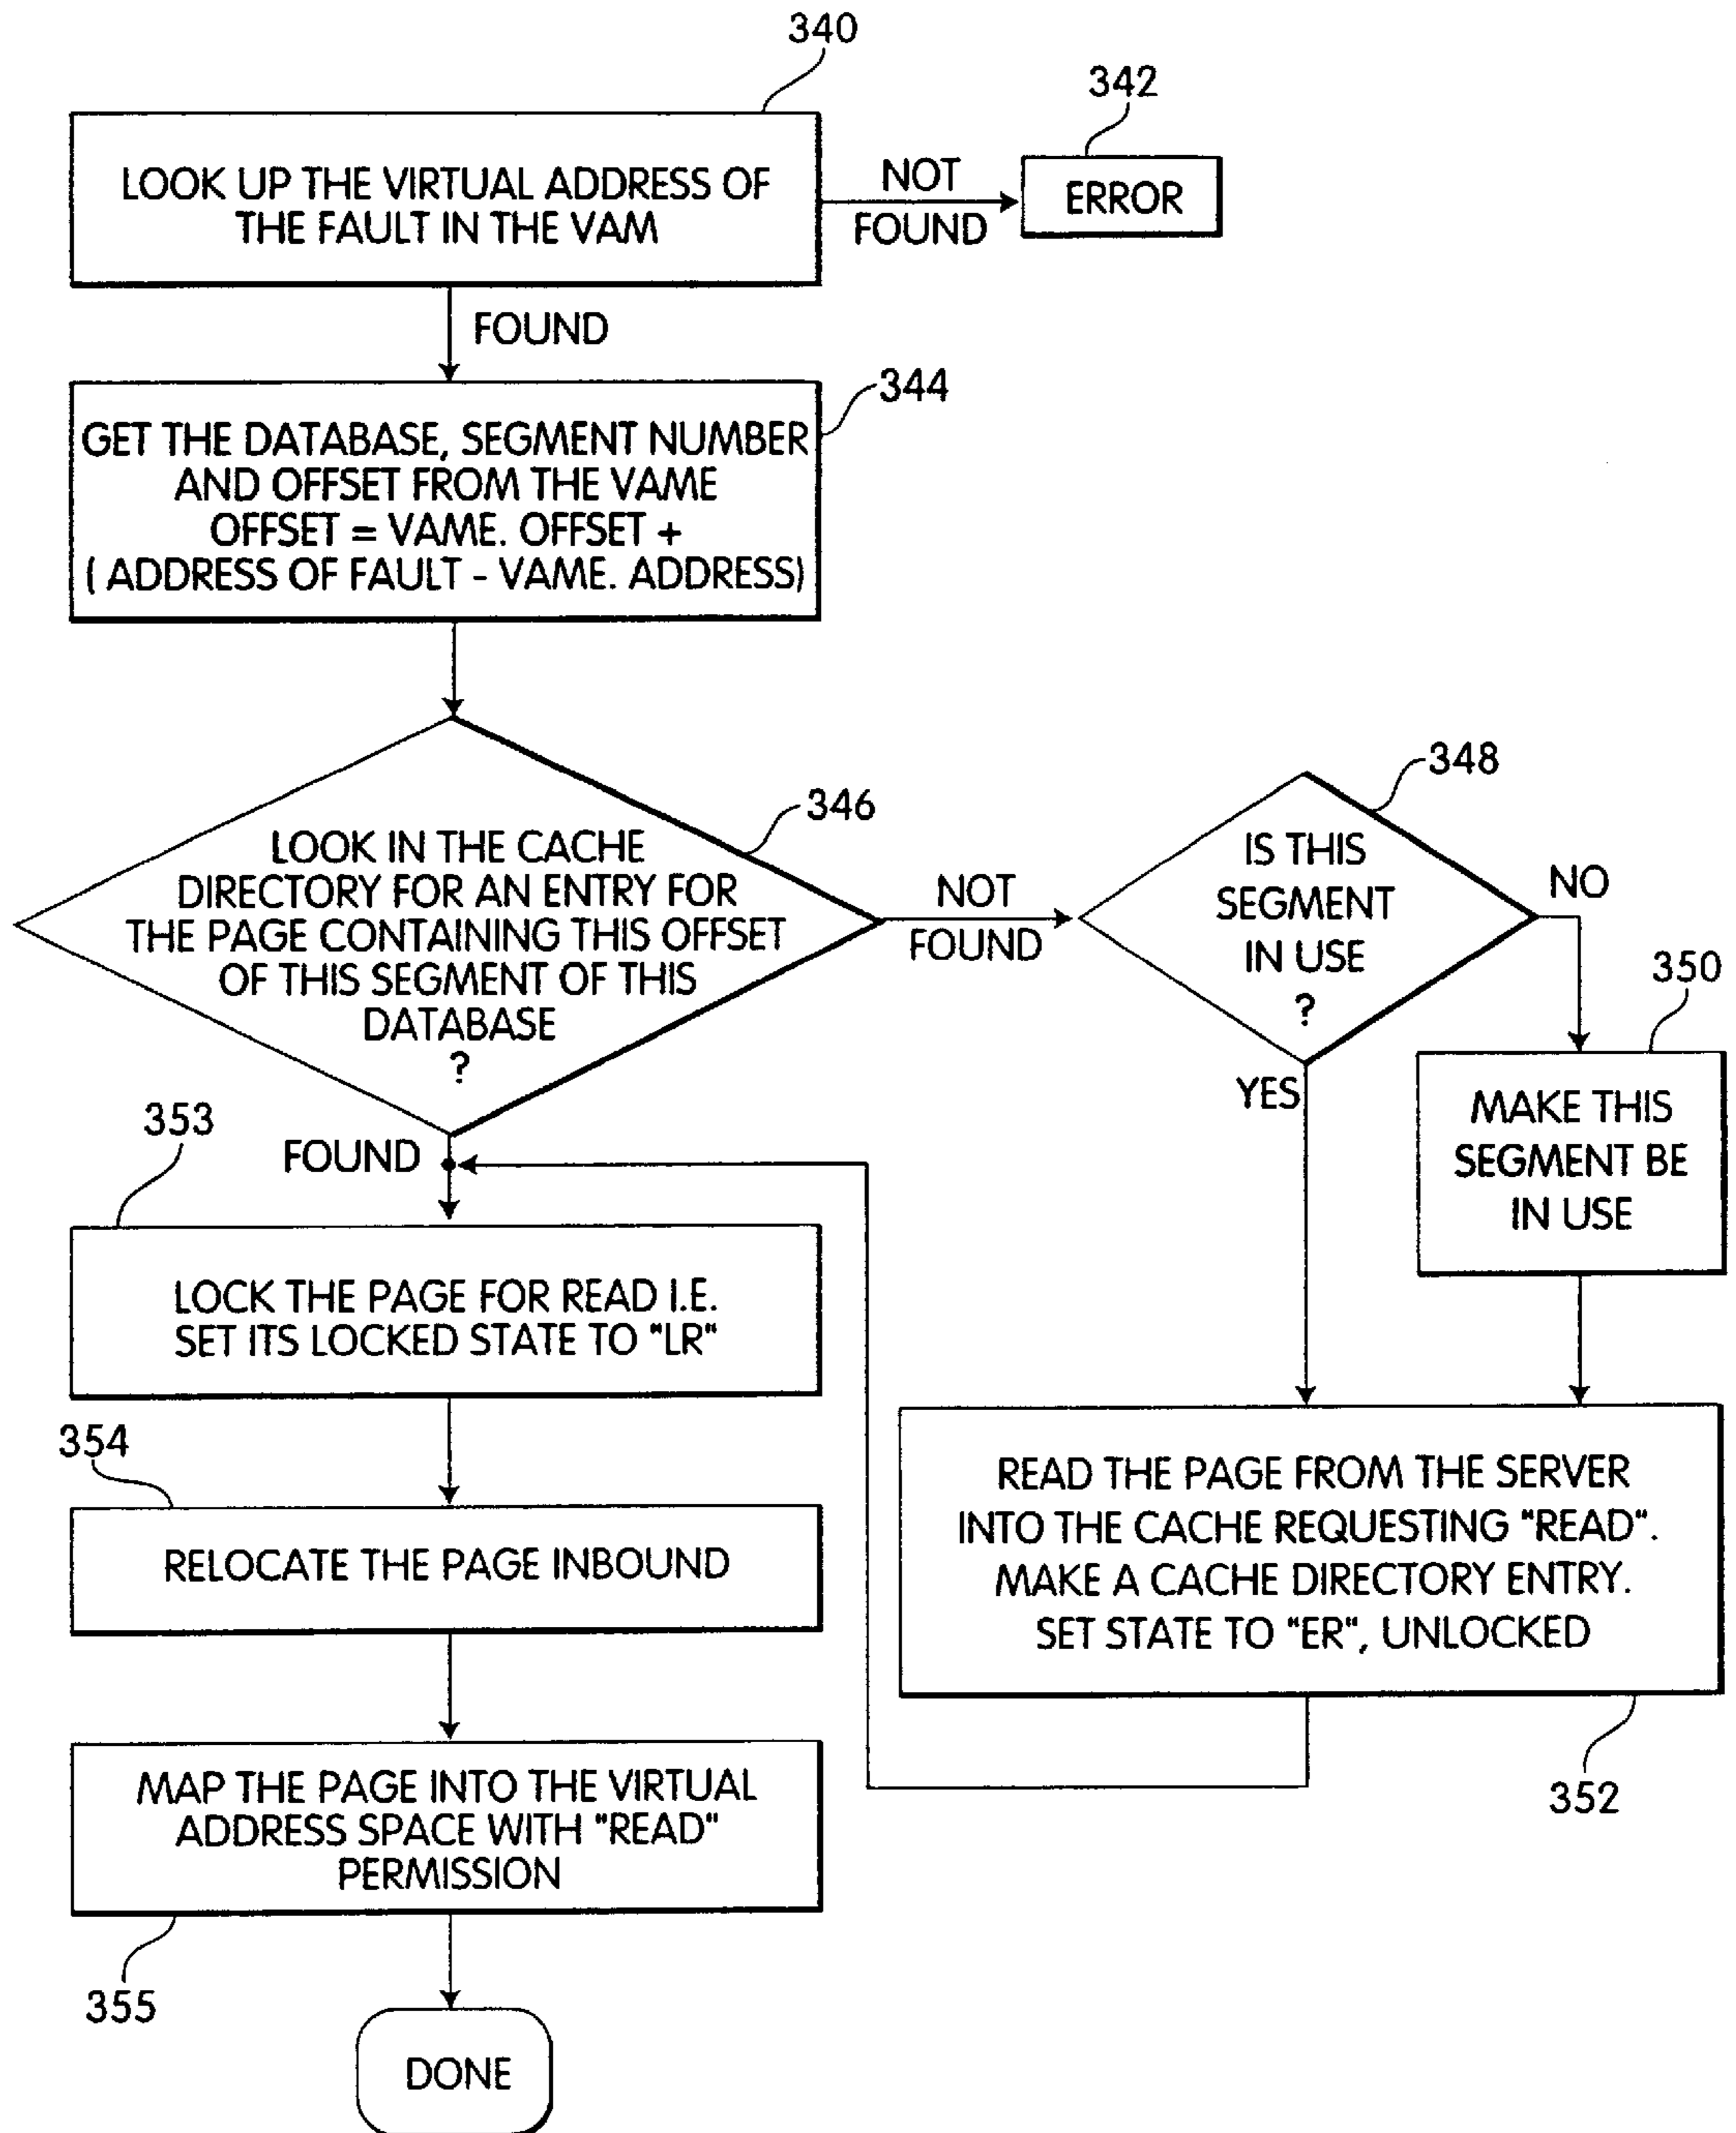 340
342
LOOK UP THE VIRTUAL ADDRESS OF
THE FAULT IN THE VAM
NOT
FOUND
ERROR
FOUND
344
GET THE DATABASE, SEGMENT NUMBER
AND OFFSET FROM THE VAME
OFFSET = VAME. OFFSET +
( ADDRESS OF FAULT - VAME. ADDRESS)
346
LOOK IN THE CACHE
DIRECTORY FOR AN ENTRY FOR
THE PAGE CONTAINING THIS OFFSET
OF THIS SEGMENT OF THIS
DATABASE
?
NOT
FOUND
348
IS THIS
SEGMENT
IN USE
?
NO
350
YES
MAKE THIS
SEGMENT BE
IN USE
353
FOUND
LOCK THE PAGE FOR READ I.E.
SET ITS LOCKED STATE TO "LR"
354
RELOCATE THE PAGE INBOUND
READ THE PAGE FROM THE SERVER
INTO THE CACHE REQUESTING "READ".
MAKE A CACHE DIRECTORY ENTRY.
SET STATE TO "ER", UNLOCKED
352
MAP THE PAGE INTO THE VIRTUAL
ADDRESS SPACE WITH "READ"
PERMISSION
355
DONE